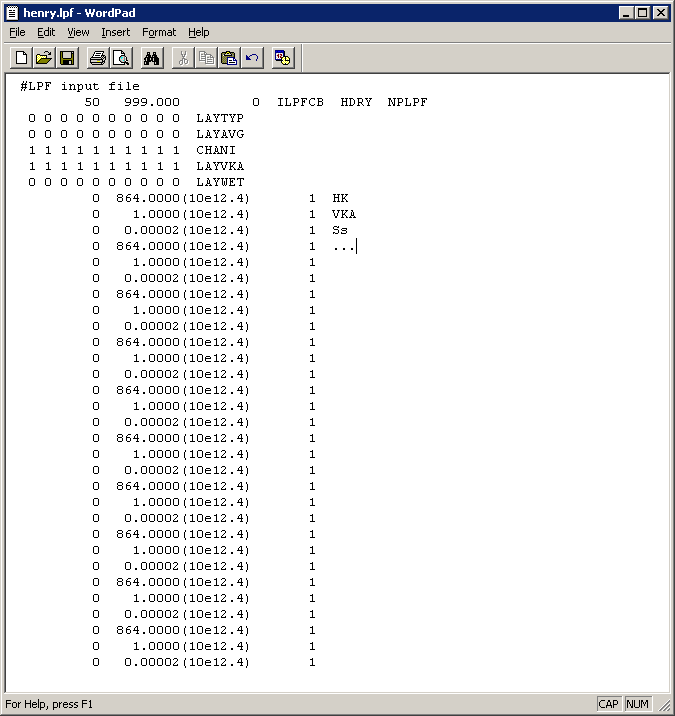 henry.lpf - WordPad
File Edit View Insert Format Help
#LPF input file
50 999.000 0 ILPFCB HDRY NPLPF
0 0 0 0 0 0 0 0 0 0 LAYTYP
0 0 0 0 0 0 0 0 0 0 LAYAVG
1 1 1 1 1 1 1 1 1 1 CHANI
1 1 1 1 1 1 1 1 1 1 LAYVKA
0 0 0 0 0 0 0 0 0 0 LAYWET
0 864.0000(10e12.4) 1 HK
0 1.0000(10e12.4) 1 VKA
0 0.00002(10e12.4) 1 Ss
0 864.0000(10e12.4) 1 ...
0 1.0000(10e12.4) 1
0 0.00002(10e12.4) 1
0 864.0000(10e12.4) 1
0 1.0000(10e12.4) 1
0 0.00002(10e12.4) 1
0 864.0000(10e12.4) 1
0 1.0000(10e12.4) 1
0 0.00002(10e12.4) 1
0 864.0000(10e12.4) 1
0 1.0000(10e12.4) 1
0 0.00002(10e12.4) 1
0 864.0000(10e12.4) 1
0 1.0000(10e12.4) 1
0 0.00002(10e12.4) 1
0 864.0000(10e12.4) 1
0 1.0000(10e12.4) 1
0 0.00002(10e12.4) 1
0 864.0000(10e12.4) 1
0 1.0000(10e12.4) 1
0 0.00002(10e12.4) 1
0 864.0000(10e12.4) 1
0 1.0000(10e12.4) 1
0 0.00002(10e12.4) 1
0 864.0000(10e12.4) 1
0 1.0000(10e12.4) 1
0 0.00002(10e12.4) 1
For Help, press F1 CAP NUM